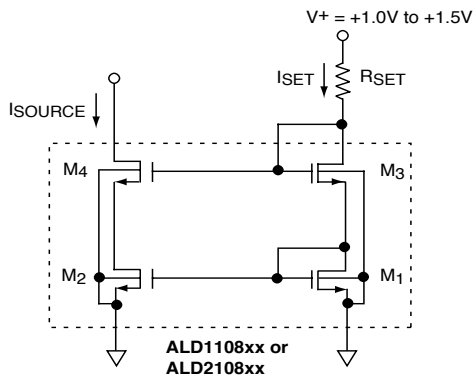 V+ = +1.0V to +1.5V
ISET
RSET
ISOURCE
M4
M3
M2
M1
ALD1108xx or
ALD2108xx